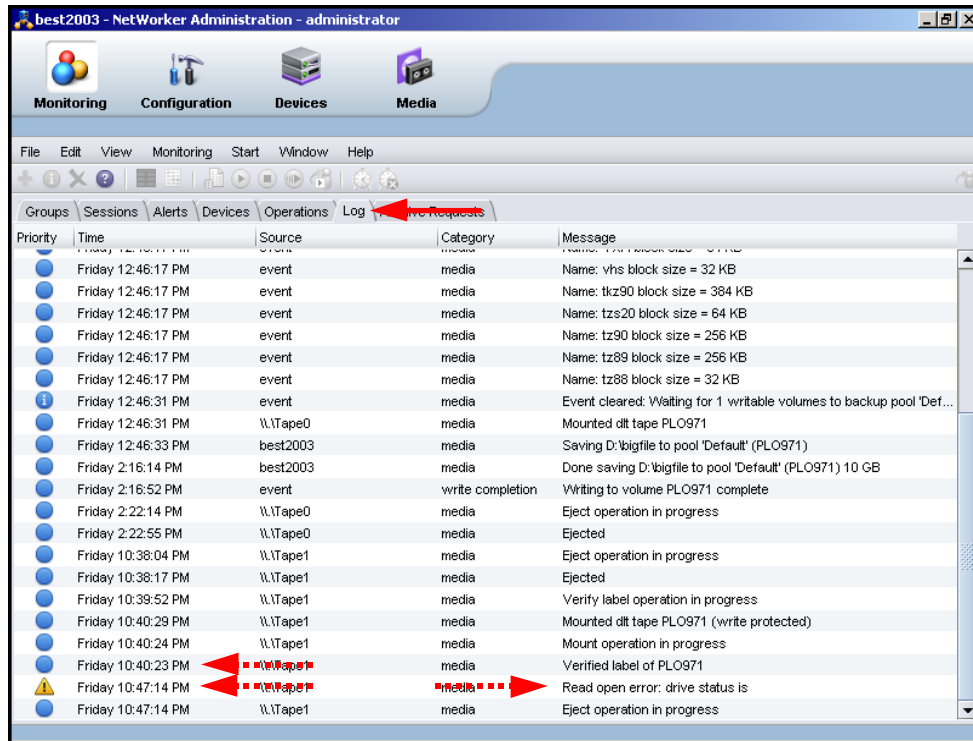 best2003 - NetWorker Administration - administrator
Monitoring Configuration Devices Media
File Edit View Monitoring Start Window Help
Groups Sessions Alerts Devices Operations Log Requests
Priority Time Source Category Message
Friday 12:46:17 PM event media Name: vhs block size = 32 KB
Friday 12:46:17 PM event media Name: tkz90 block size = 384 KB
Friday 12:46:17 PM event media Name: tzs20 block size = 64 KB
Friday 12:46:17 PM event media Name: tz90 block size = 256 KB
Friday 12:46:17 PM event media Name: tz89 block size = 256 KB
Friday 12:46:17 PM event media Name: tz88 block size = 32 KB
Friday 12:46:31 PM event media Event cleared: Waiting for 1 writable volumes to backup pool 'Def...
Friday 12:46:31 PM \\.\Tape0 media Mounted dlt tape PLO971
Friday 12:46:33 PM best2003 media Saving D:\bigfile to pool 'Default' (PLO971)
Friday 2:16:14 PM best2003 media Done saving D:\bigfile to pool 'Default' (PLO971) 10 GB
Friday 2:16:52 PM event write completion Writing to volume PLO971 complete
Friday 2:22:14 PM \\.\Tape0 media Eject operation in progress
Friday 2:22:55 PM \\.\Tape0 media Ejected
Friday 10:38:04 PM \\.\Tape1 media Eject operation in progress
Friday 10:38:17 PM \\.\Tape1 media Ejected
Friday 10:39:52 PM \\.\Tape1 media Verify label operation in progress
Friday 10:40:29 PM \\.\Tape1 media Mounted dlt tape PLO971 (write protected)
Friday 10:40:24 PM \\.\Tape1 media Mount operation in progress
Friday 10:40:23 PM \\.\Tape1 media Verified label of PLO971
Friday 10:47:14 PM \\.\Tape1 media Read open error: drive status is
Friday 10:47:14 PM \\.\Tape1 media Eject operation in progress